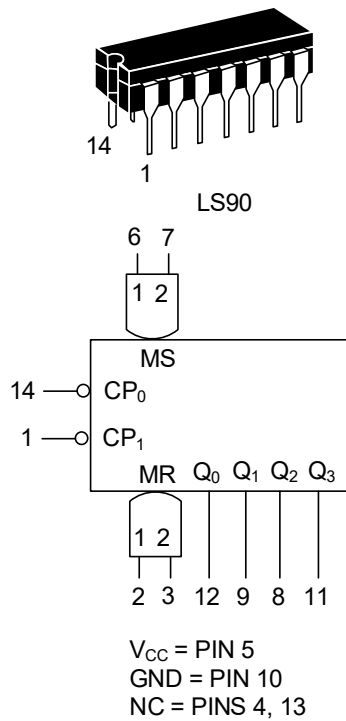 14
1
LS90
6 7
1 2
MS
14 CP₀
1 CP₁
MR Q₀ Q₁ Q₂ Q₃
1 2
2 3 12 9 8 11
V_CC = PIN 5
GND = PIN 10
NC = PINS 4, 13